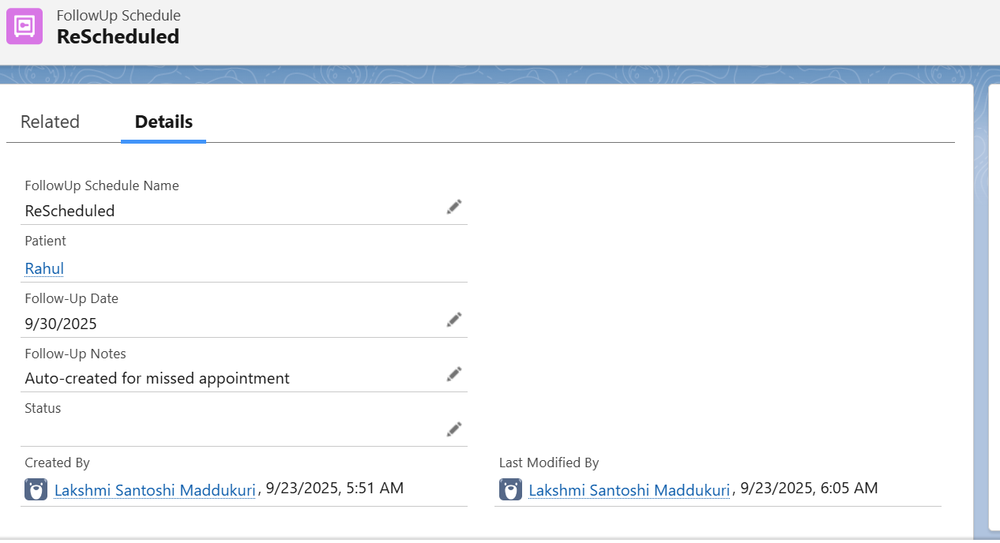 FollowUp Schedule
ReScheduled
Related Details
FollowUp Schedule Name
ReScheduled
Patient
Rahul
Follow-Up Date
9/30/2025
Follow-Up Notes
Auto-created for missed appointment
Status
Created By
Lakshmi Santoshi Maddukuri, 9/23/2025, 5:51 AM
Last Modified By
Lakshmi Santoshi Maddukuri, 9/23/2025, 6:05 AM